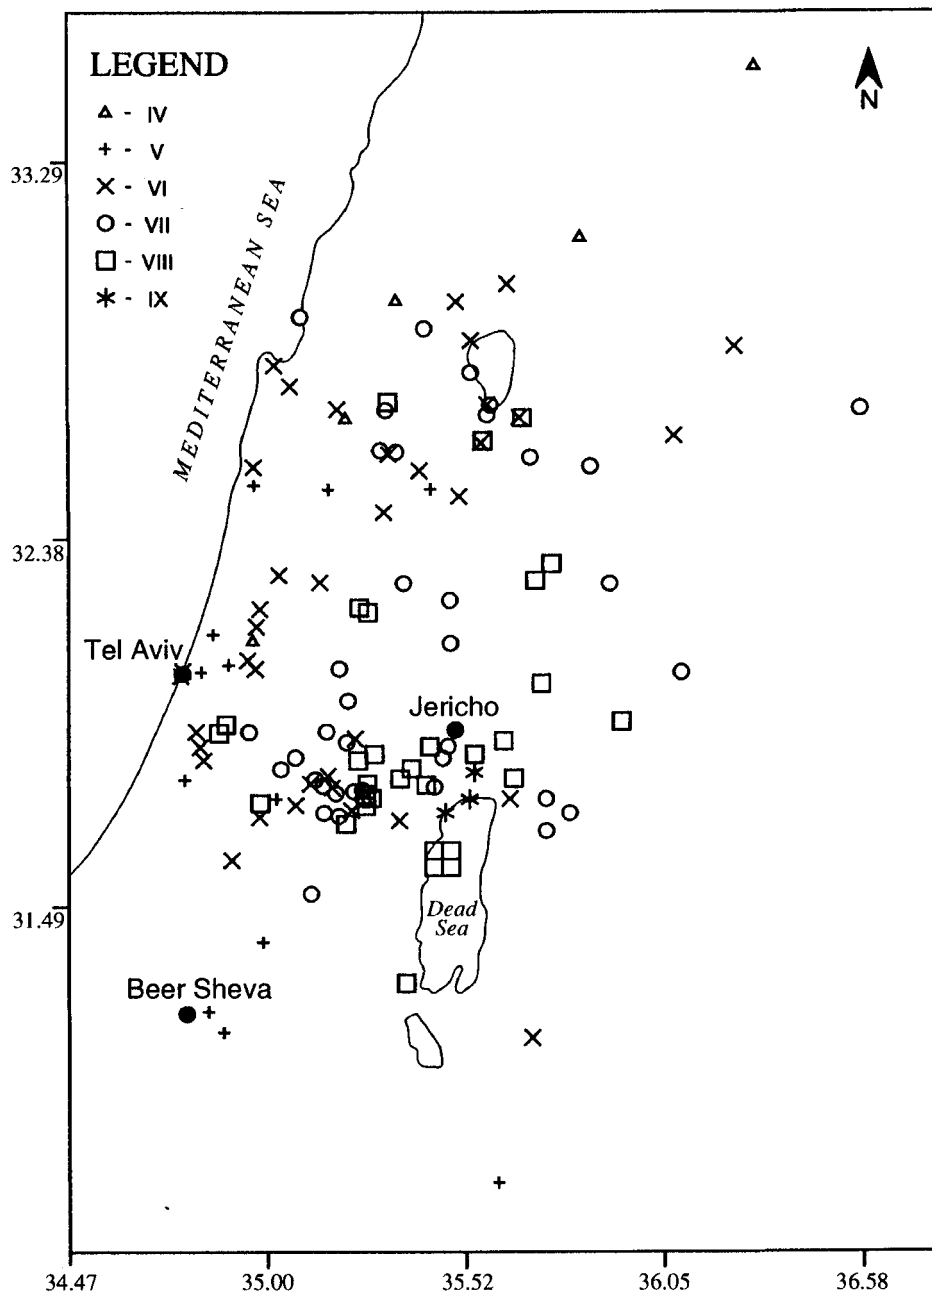 LEGEND
- IV
- V
- VI
- VII
- VIII
- IX
N
MEDITERRANEAN SEA
33.29
32.38
31.49
Tel Aviv
Jericho
Dead
Sea
Beer Sheva
34.47 35.00 35.52 36.05 36.58